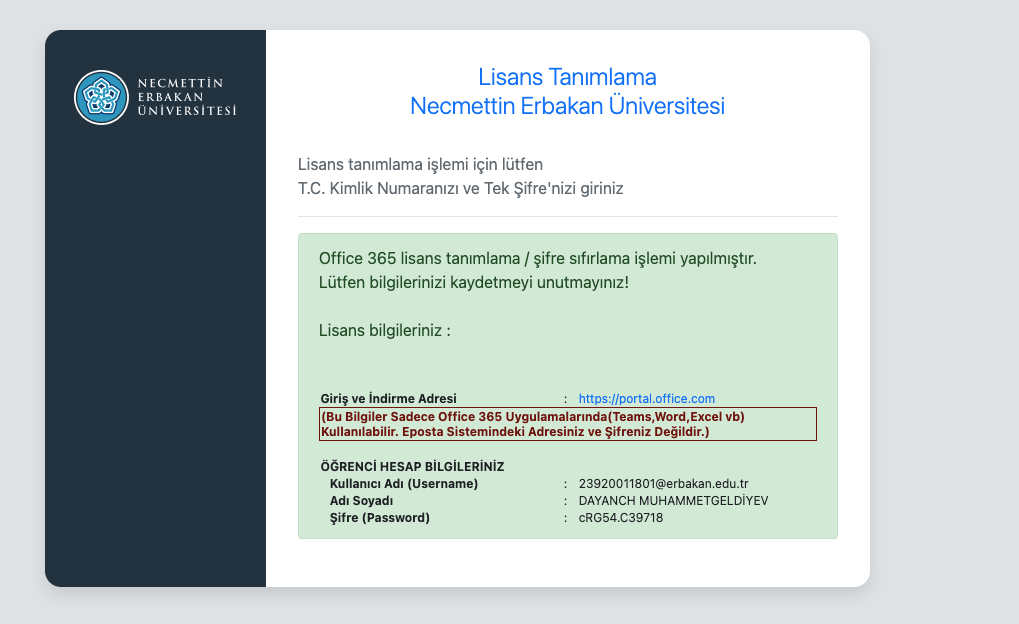 NECMETTİN
ERBAKAN
ÜNİVERSİTESİ
Lisans Tanımlama
Necmettin Erbakan Üniversitesi
Lisans tanımlama işlemi için lütfen
T.C. Kimlik Numaranızı ve Tek Şifre'nizi giriniz
Office 365 lisans tanımlama / şifre sıfırlama işlemi yapılmıştır.
Lütfen bilgilerinizi kaydetmeyi unutmayınız!
Lisans bilgileriniz :
Giriş ve İndirme Adresi : https://portal.office.com
(Bu Bilgiler Sadece Office 365 Uygulamalarında(Teams,Word,Excel vb)
Kullanılabilir. Eposta Sistemindeki Adresiniz ve Şifreniz Değildir.)
ÖĞRENCİ HESAP BİLGİLERİNİZ
Kullanıcı Adı (Username) : 23920011801@erbakan.edu.tr
Adı Soyadı : DAYANCH MUHAMMETGELDİYEV
Şifre (Password) : cRG54.C39718